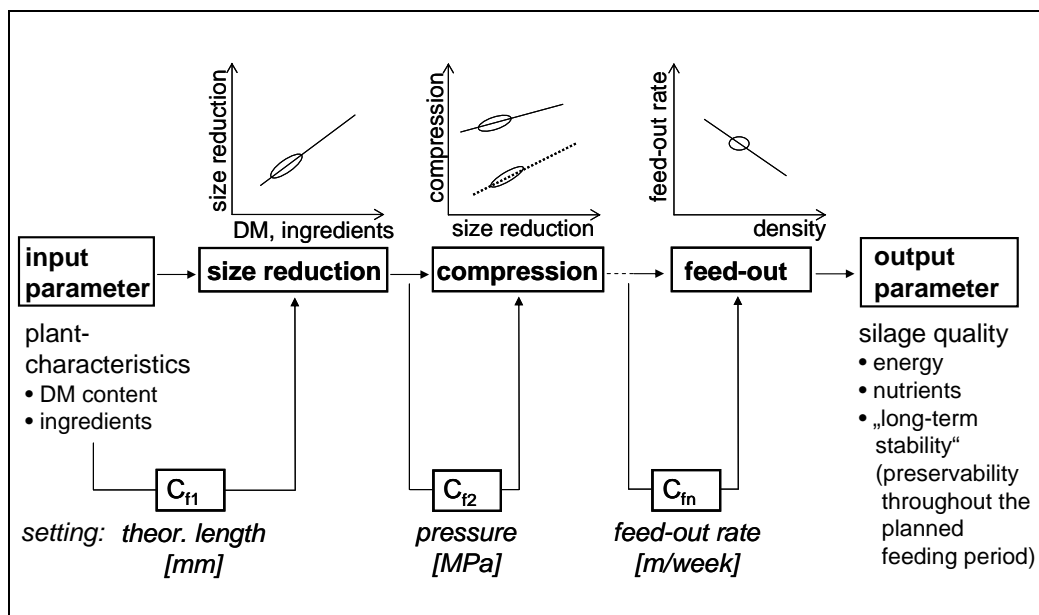 size reduction
DM, ingredients
compression
size reduction
feed-out rate
density
input
parameter
size reduction
compression
feed-out
output
parameter
plant-
characteristics
• DM content
• ingredients
silage quality
• energy
• nutrients
• „long-term
stability“
(preservability
throughout the
planned
feeding period)
Cf1
Cf2
Cfn
setting: theor. length
[mm]
pressure
[MPa]
feed-out rate
[m/week]